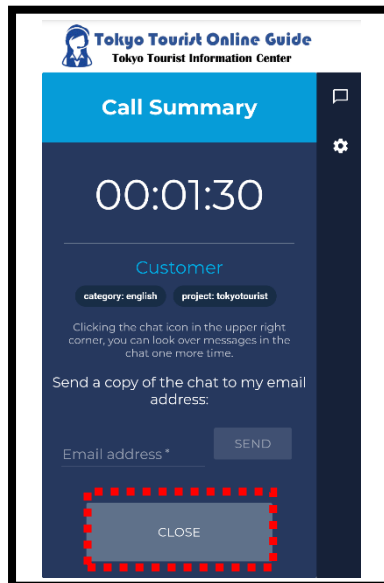 Tokyo Tourist Online Guide
Tokyo Tourist Information Center
Call Summary
00:01:30
Customer
category: english project: tokyotourist
Clicking the chat icon in the upper right
corner, you can look over messages in the
chat one more time.
Send a copy of the chat to my email
address:
Email address *
SEND
CLOSE